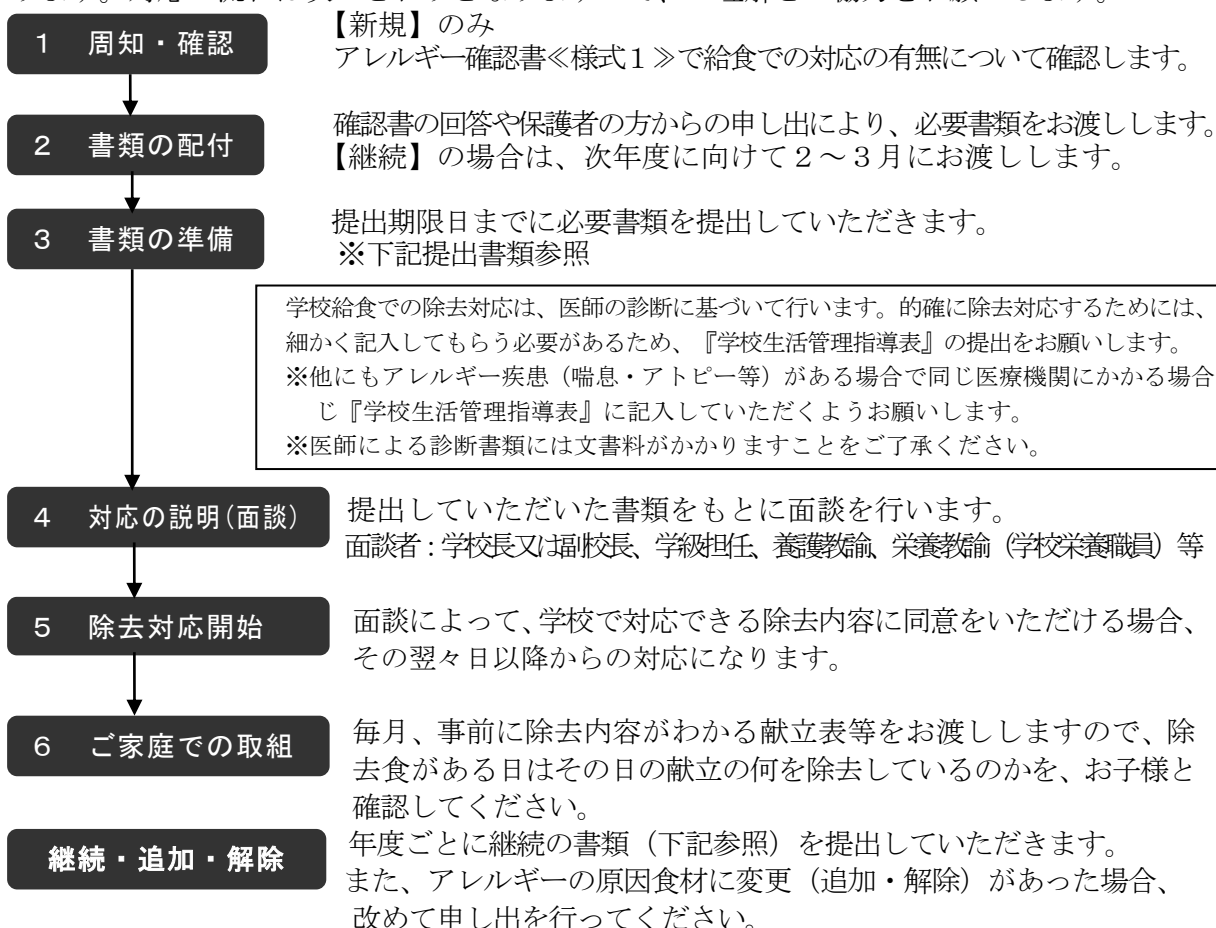 １ 周知・確認
【新規】のみ
アレルギー確認書≪様式１≫で給食での対応の有無について確認します。
２ 書類の配付
確認書の回答や保護者の方からの申し出により、必要書類をお渡しします。
【継続】の場合は、次年度に向けて２～３月にお渡しします。
３ 書類の準備
提出期限日までに必要書類を提出していただきます。
※下記提出書類参照
学校給食での除去対応は、医師の診断に基づいて行います。的確に除去対応するためには、
細かく記入してもらう必要があるため、『学校生活管理指導表』の提出をお願いします。
※他にもアレルギー疾患（喘息・アトピー等）がある場合で同じ医療機関にかかる場合
じ『学校生活管理指導表』に記入していただくようお願いします。
※医師による診断書類には文書料がかかりますことをご了承ください。
４ 対応の説明(面談)
提出していただいた書類をもとに面談を行います。
面談者：学校長又は副校長、学級担任、養護教諭、栄養教諭（学校栄養職員）等
５ 除去対応開始
面談によって、学校で対応できる除去内容に同意をいただける場合、
その翌々日以降からの対応になります。
６ ご家庭での取組
毎月、事前に除去内容がわかる献立表等をお渡ししますので、除
去食がある日はその日の献立の何を除去しているのかを、お子様と
確認してください。
継続・追加・解除
年度ごとに継続の書類（下記参照）を提出していただきます。
また、アレルギーの原因食材に変更（追加・解除）があった場合、
改めて申し出を行ってください。